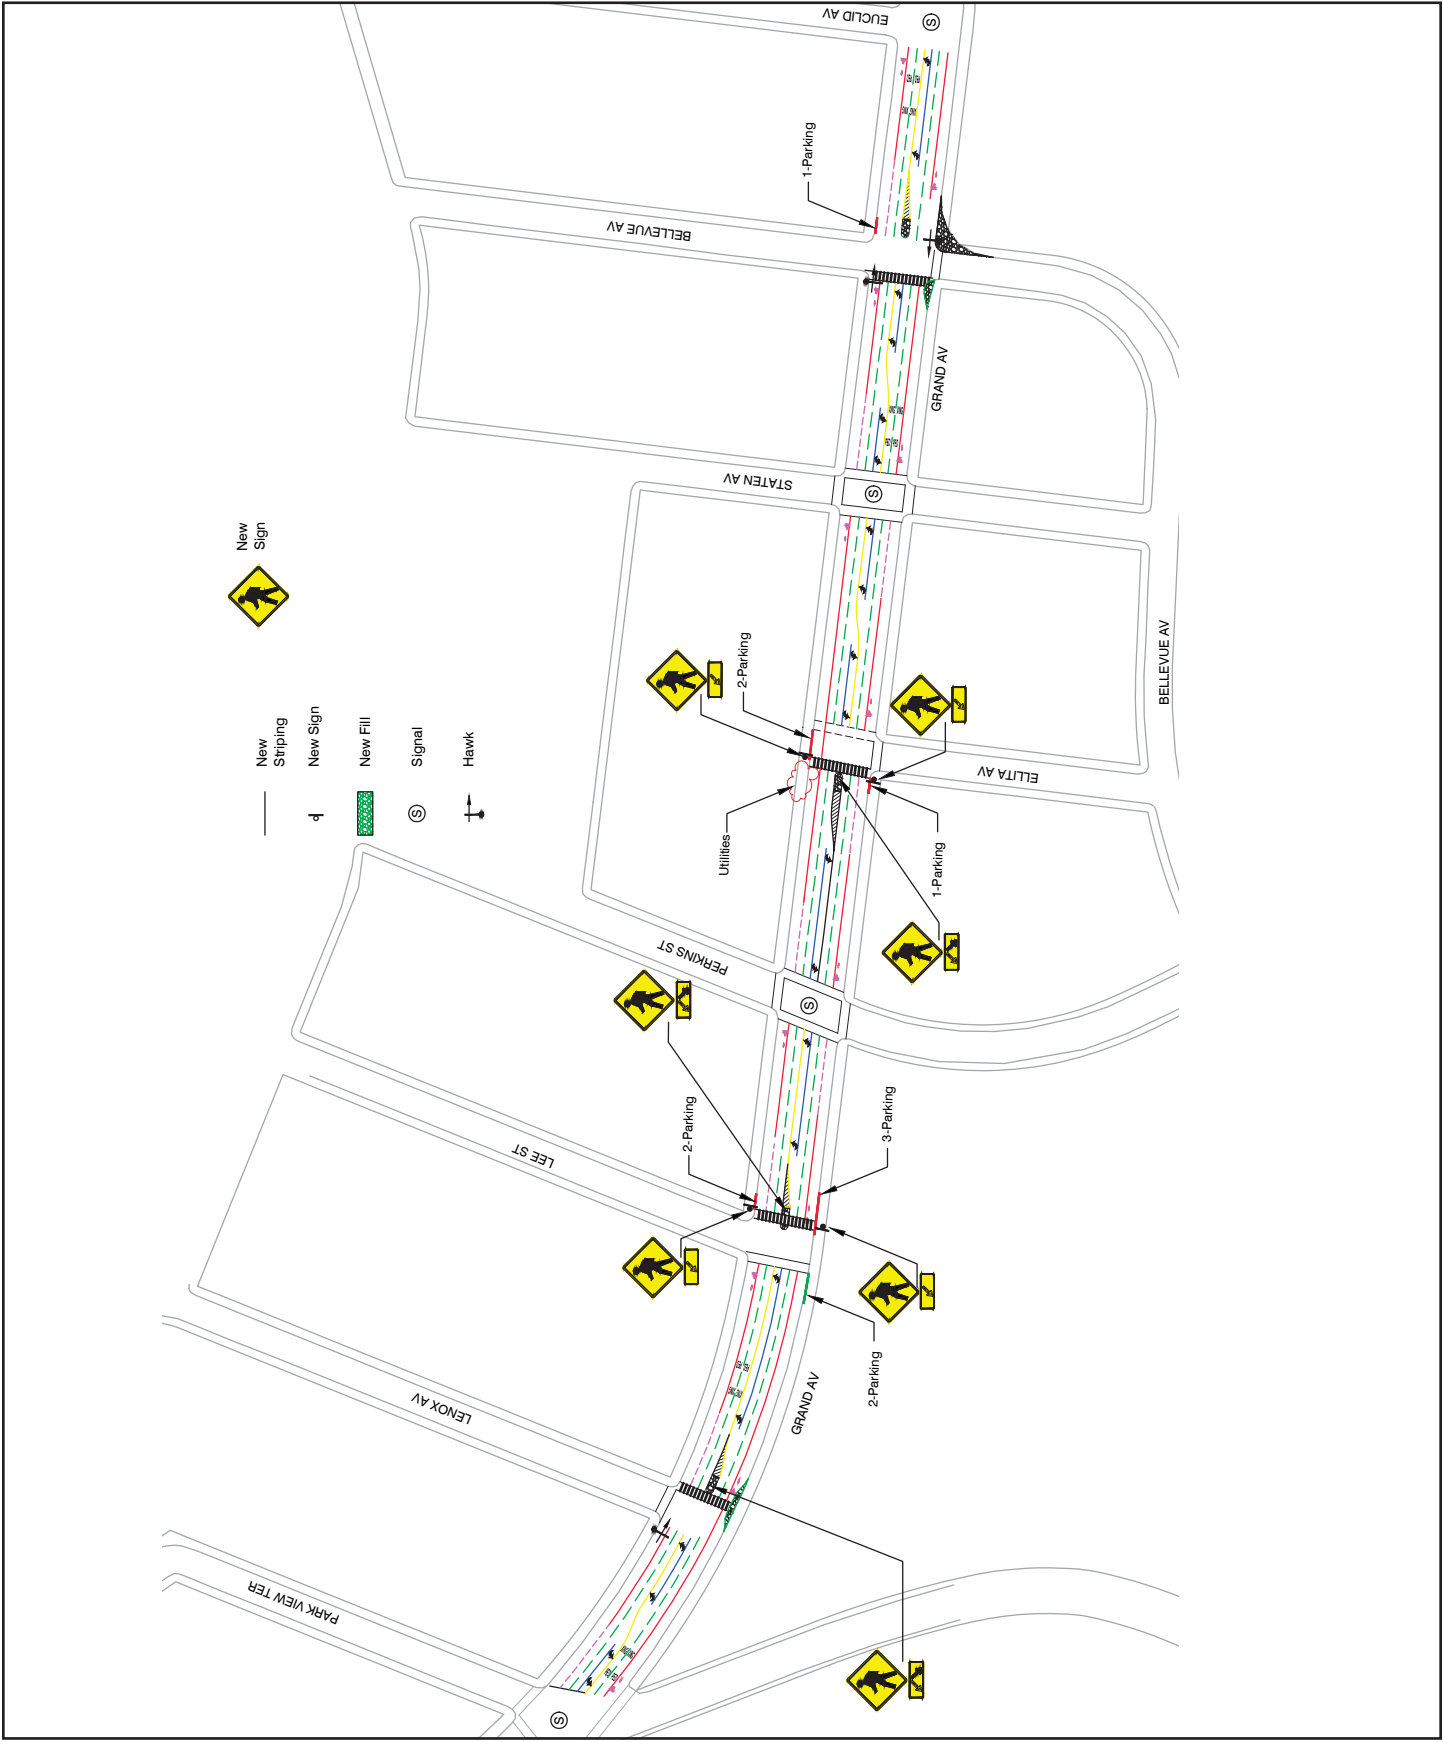 EUCLID AV
S
1-Parking
BELLEVUE AV
GRAND AV
STATEN AV
S
New
Sign
New
Striping
New Sign
New Fill
S
Signal
Hawk
2-Parking
BELLEVUE AV
ELLITA AV
Utilities
1-Parking
PERKINS ST
S
2-Parking
3-Parking
LEE ST
2-Parking
GRAND AV
LENOX AV
PARK VIEW TER
S